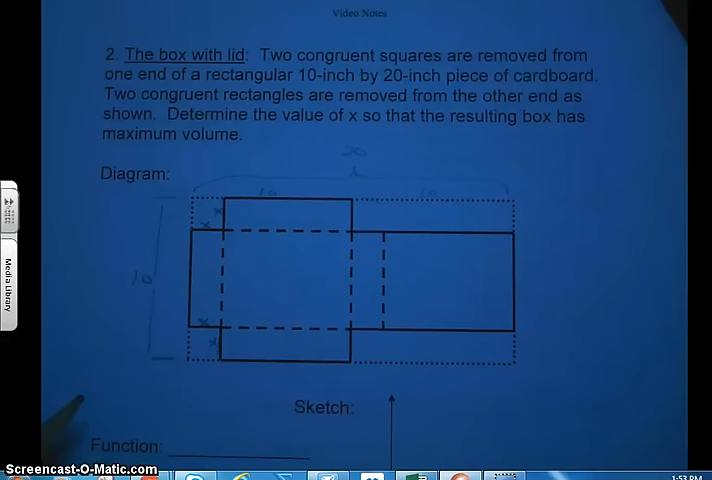 Video Notes
2. The box with lid: Two congruent squares are removed from
one end of a rectangular 10-inch by 20-inch piece of cardboard.
Two congruent rectangles are removed from the other end as
shown. Determine the value of x so that the resulting box has
maximum volume.
20
Diagram:
10 10
x
x
10
x
x
Sketch:
Function:
Media Library
Screencast-O-Matic.com
1:53 PM